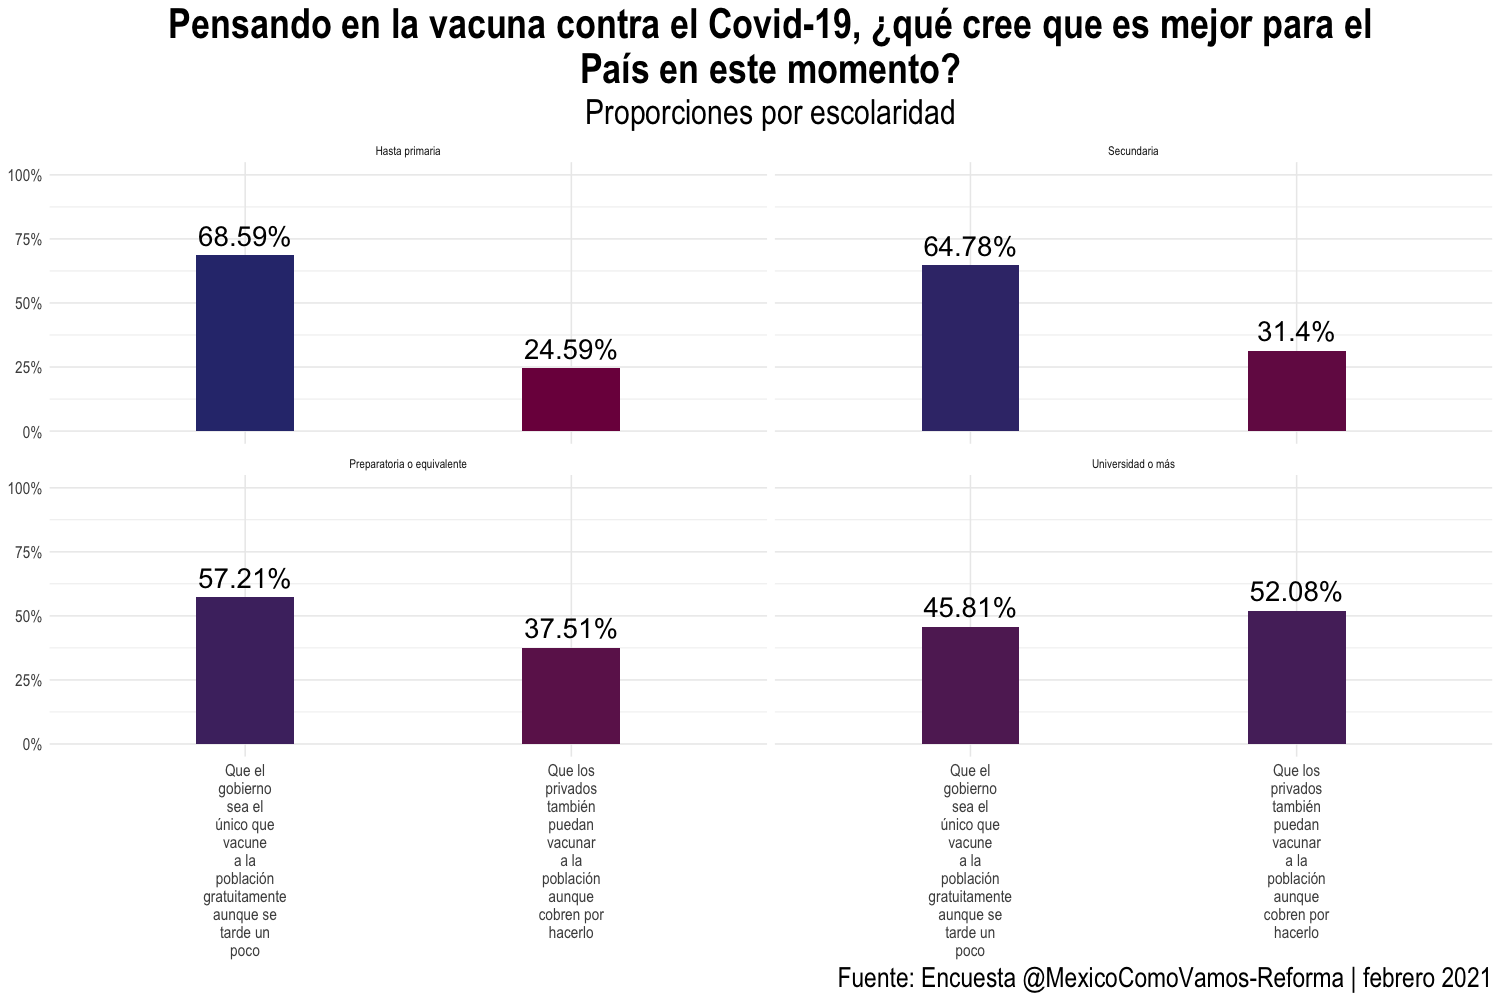 Pensando en la vacuna contra el Covid-19, ¿qué cree que es mejor para el
País en este momento?
Proporciones por escolaridad
Hasta primaria
Secundaria
100%
75%
50%
25%
0%
68.59%
24.59%
64.78%
31.4%
Preparatoria o equivalente
Universidad o más
100%
75%
50%
25%
0%
57.21%
37.51%
45.81%
52.08%
Que el
gobierno
sea el
único que
vacune
a la
población
gratuitamente
aunque se
tarde un
poco
Que los
privados
también
puedan
vacunar
a la
población
aunque
cobren por
hacerlo
Que el
gobierno
sea el
único que
vacune
a la
población
gratuitamente
aunque se
tarde un
poco
Que los
privados
también
puedan
vacunar
a la
población
aunque
cobren por
hacerlo
Fuente: Encuesta @MexicoComoVamos-Reforma | febrero 2021